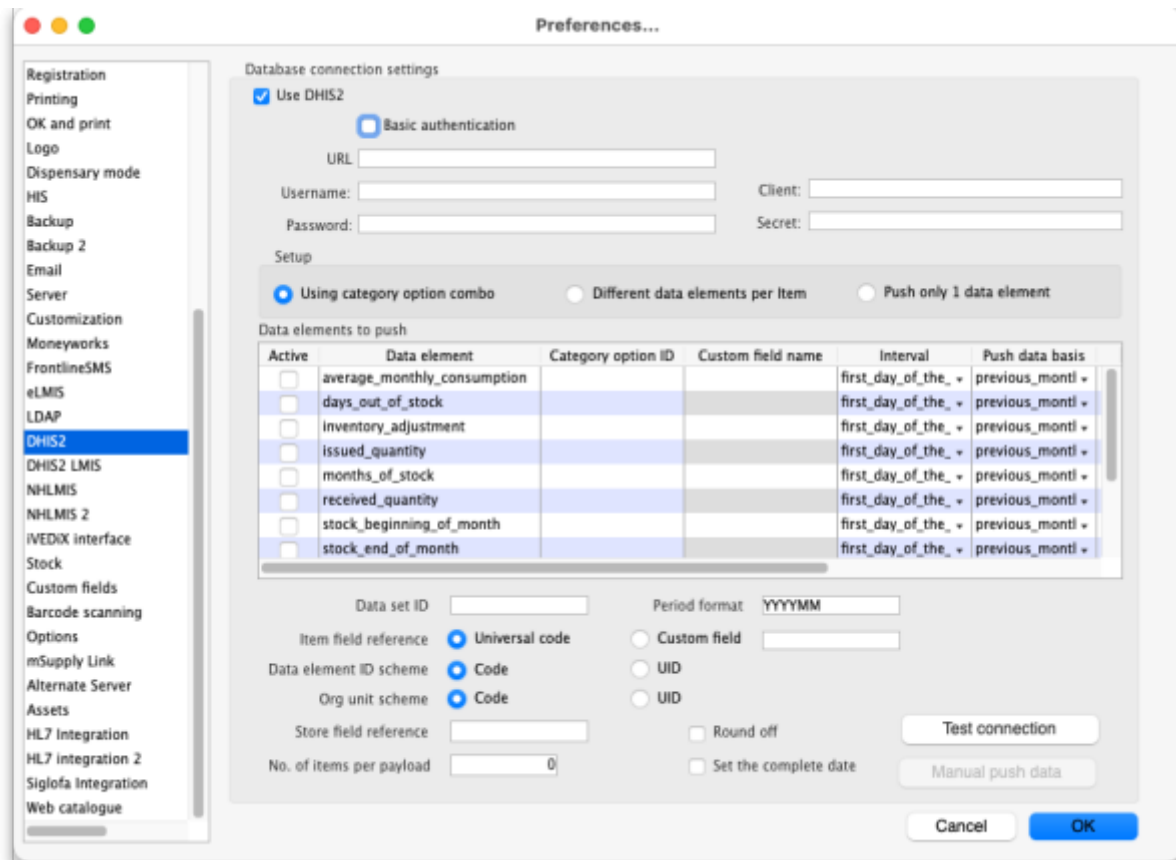 Preferences...
Registration
Printing
OK and print
Logo
Dispensary mode
HIS
Backup
Backup 2
Email
Server
Customization
Moneyworks
FrontlineSMS
eLMIS
LDAP
DHIS2
DHIS2 LMIS
NHLMIS
NHLMIS 2
iVEDiX interface
Stock
Custom fields
Barcode scanning
Options
mSupply Link
Alternate Server
Assets
HL7 Integration
HL7 integration 2
Siglofa Integration
Web catalogue
Database connection settings
Use DHIS2
Basic authentication
URL
Username: Client:
Password: Secret:
Setup
Using category option combo Different data elements per Item Push only 1 data element
Data elements to push
Active Data element Category option ID Custom field name Interval Push data basis
average_monthly_consumption first_day_of_the_ previous_montl
days_out_of_stock first_day_of_the_ previous_montl
inventory_adjustment first_day_of_the_ previous_montl
issued_quantity first_day_of_the_ previous_montl
months_of_stock first_day_of_the_ previous_montl
received_quantity first_day_of_the_ previous_montl
stock_beginning_of_month first_day_of_the_ previous_montl
stock_end_of_month first_day_of_the_ previous_montl
Data set ID Period format YYYYMM
Item field reference Universal code Custom field
Data element ID scheme Code UID
Org unit scheme Code UID
Store field reference Round off Test connection
No. of items per payload 0 Set the complete date Manual push data
Cancel OK